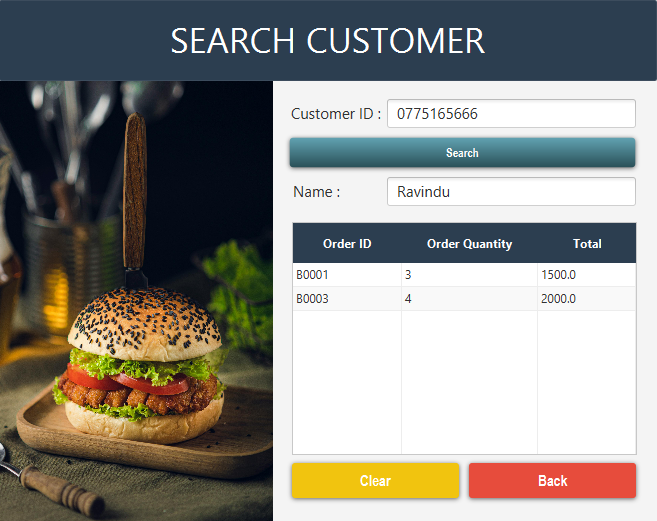 SEARCH CUSTOMER
Customer ID : 0775165666
Search
Name : Ravindu
Order ID Order Quantity Total
B0001 3 1500.0
B0003 4 2000.0
Clear Back